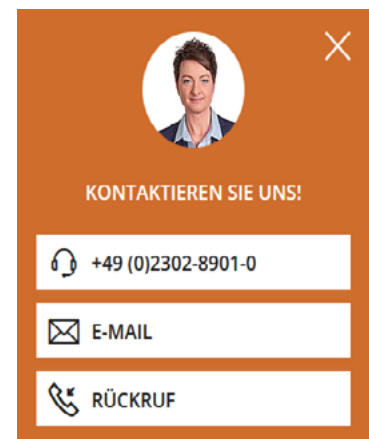 KONTAKTIEREN SIE UNS!
+49 (0)2302-8901-0
E-MAIL
RÜCKRUF